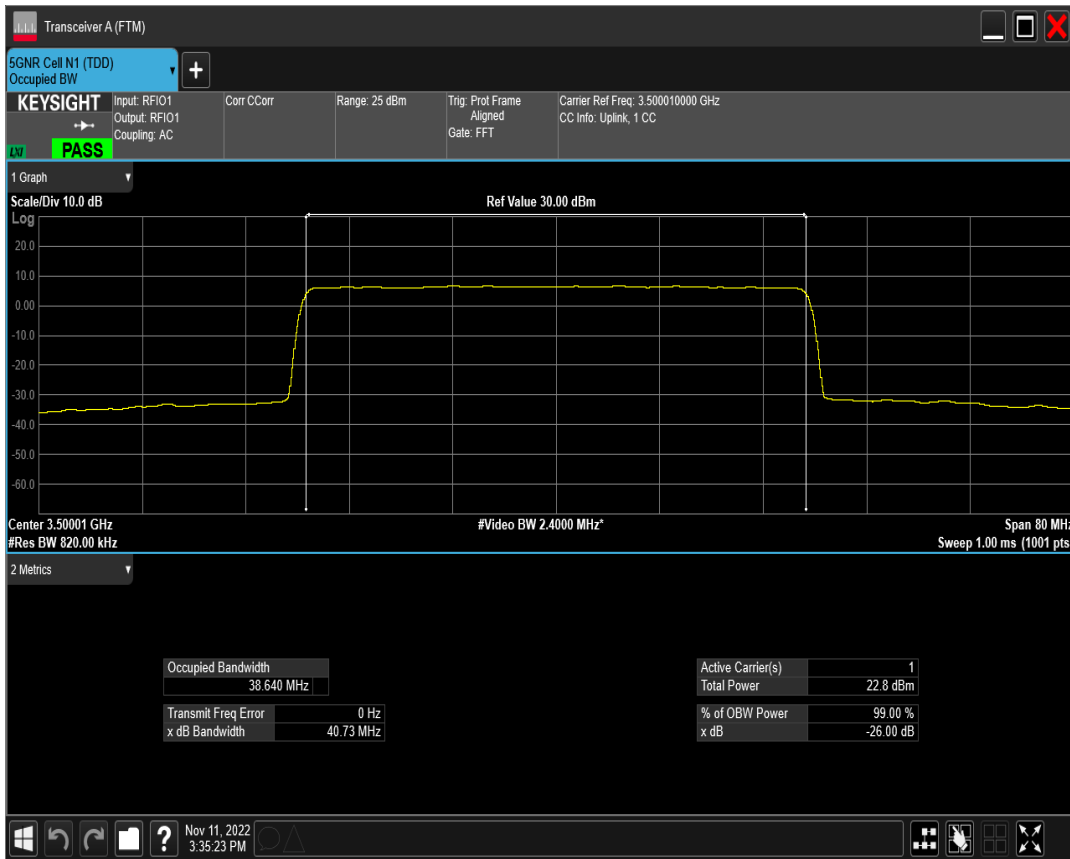 Transceiver A (FTM)
5GNR Cell N1 (TDD)
Occupied BW
+
KEYSIGHT
LXI
PASS
Input: RFIO1
Output: RFIO1
Coupling: AC
Corr CCorr
Range: 25 dBm
Trig: Prot Frame
Aligned
Gate: FFT
Carrier Ref Freq: 3.500010000 GHz
CC Info: Uplink, 1 CC
1 Graph
Scale/Div 10.0 dB
Ref Value 30.00 dBm
Log
20.0
10.0
0.00
-10.0
-20.0
-30.0
-40.0
-50.0
-60.0
Center 3.50001 GHz
#Video BW 2.4000 MHz*
Span 80 MHz
#Res BW 820.00 kHz
Sweep 1.00 ms (1001 pts
2 Metrics
Occupied Bandwidth
38.640 MHz
Transmit Freq Error 0 Hz
x dB Bandwidth 40.73 MHz
Active Carrier(s) 1
Total Power 22.8 dBm
% of OBW Power 99.00 %
x dB -26.00 dB
?
Nov 11, 2022
3:35:23 PM